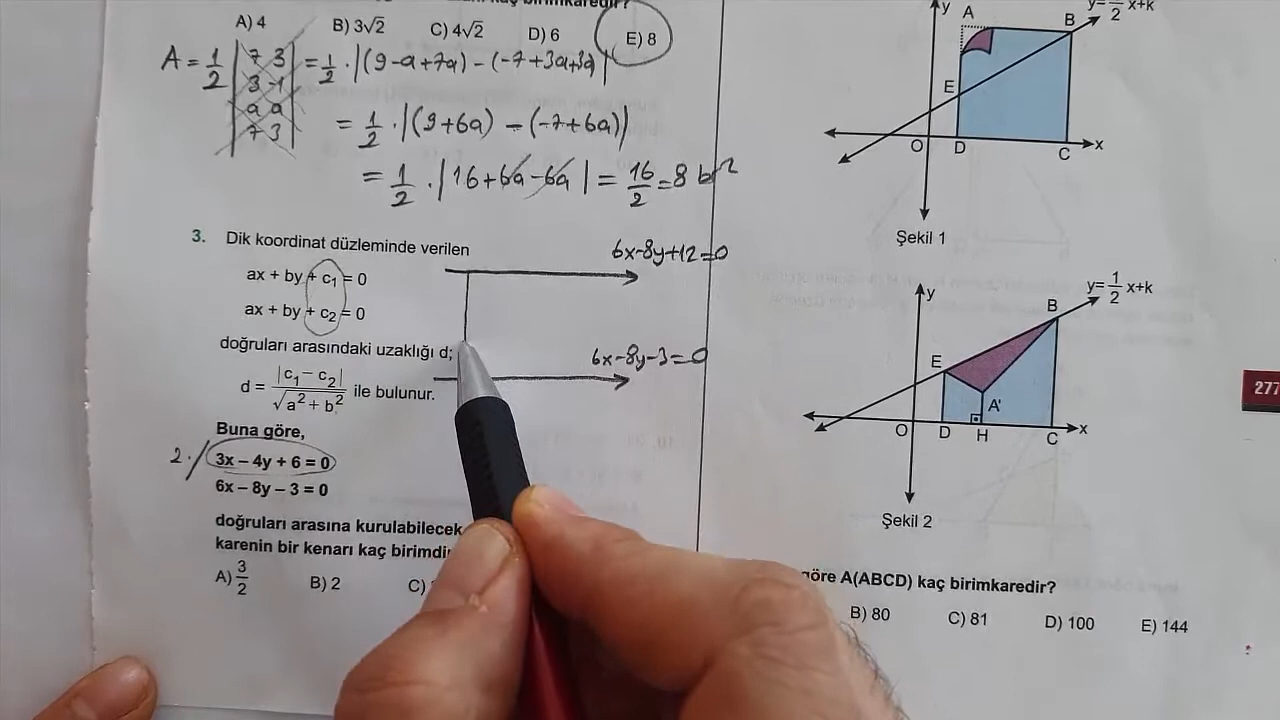 kaç birimkaredir?
A) 4 B) 3√2 C) 4√2 D) 6 E) 8
A = 1/2 | 7 3 | = 1/2 · |(9-a+7a) - (-7+3a+3a)|
3 -1
a a
7 3
= 1/2 · |(9+6a) - (-7+6a)|
= 1/2 · |16+6a-6a| = 16/2 = 8 br²
3. Dik koordinat düzleminde verilen
ax + by + c₁ = 0
ax + by + c₂ = 0
doğruları arasındaki uzaklığı d;
d = |c₁ - c₂| / √a² + b² ile bulunur.
Buna göre,
2./ 3x – 4y + 6 = 0
6x – 8y – 3 = 0
doğruları arasına kurulabilecek
karenin bir kenarı kaç
A) 3/2 B) 2 C)
6x-8y+12=0
6x-8y-3=0
y A B y= 1/2 x+k
E
O D C x
Şekil 1
y B y= 1/2 x+k
E
A'
O D H C x
Şekil 2
göre A(ABCD) kaç birimkaredir?
B) 80 C) 81 D) 100 E) 144
277